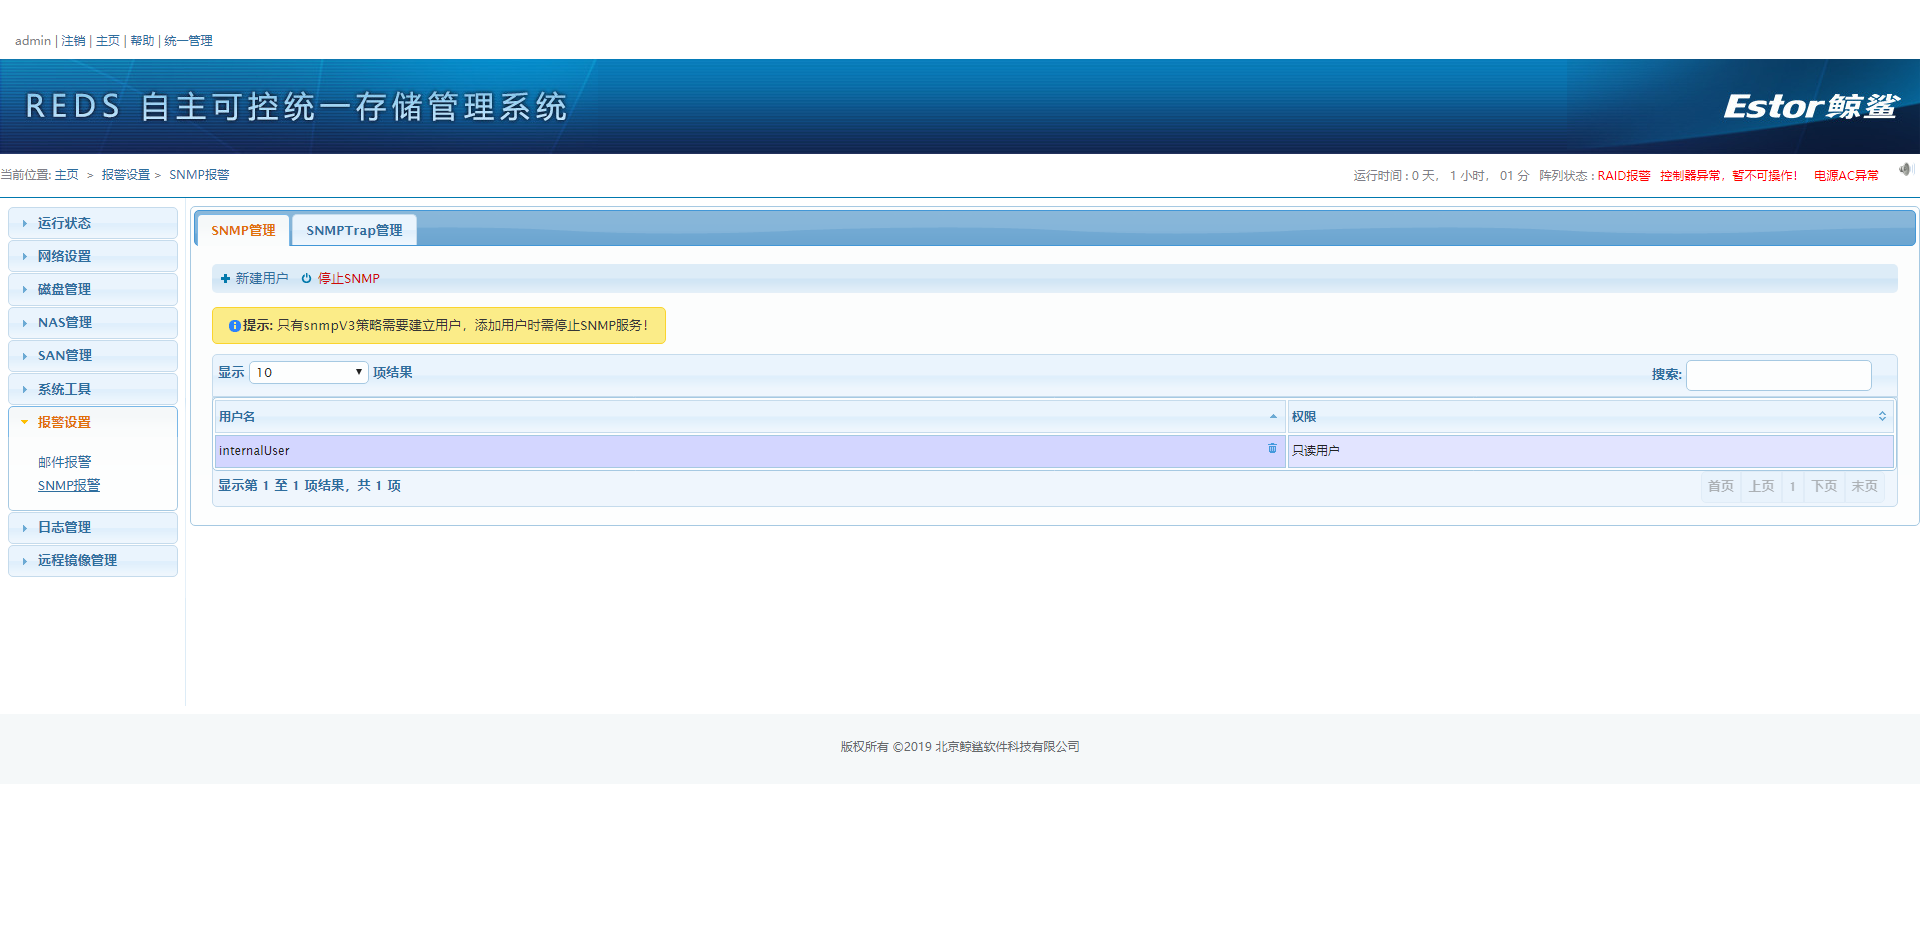 admin | 注销 | 主页 | 帮助 | 统一管理
REDS 自主可控统一存储管理系统
Estor鲸鲨
当前位置: 主页 > 报警设置 > SNMP报警
运行时间 : 0 天, 1 小时, 01 分 阵列状态 : RAID报警 控制器异常，暂不可操作! 电源AC异常
运行状态
网络设置
磁盘管理
NAS管理
SAN管理
系统工具
报警设置
邮件报警
SNMP报警
日志管理
远程镜像管理
SNMP管理
SNMPTrap管理
新建用户 停止SNMP
提示: 只有snmpV3策略需要建立用户，添加用户时需停止SNMP服务!
显示 10 项结果
搜索:
用户名 权限
internalUser 只读用户
显示第 1 至 1 项结果，共 1 项
首页 上页 1 下页 末页
版权所有 ©2019 北京鲸鲨软件科技有限公司